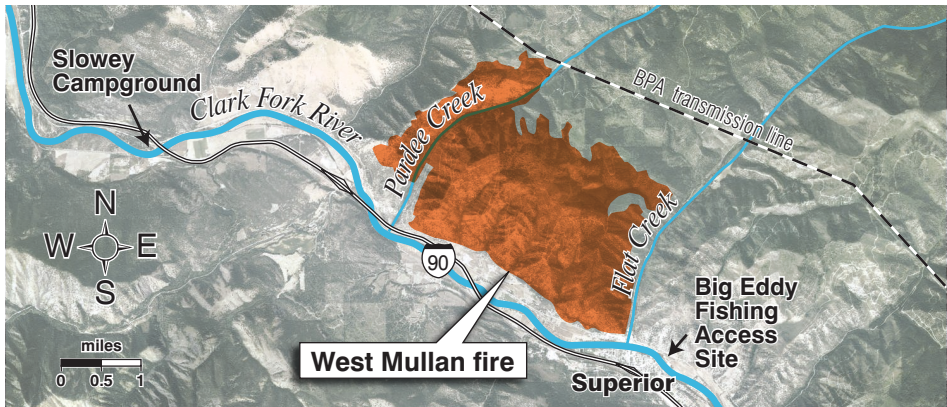 Slowey
Campground
Clark Fork River
Pardee Creek
BPA transmission line
Flat Creek
N
W E
S
90
Big Eddy
Fishing
Access
Site
miles
0 0.5 1
West Mullan fire
Superior